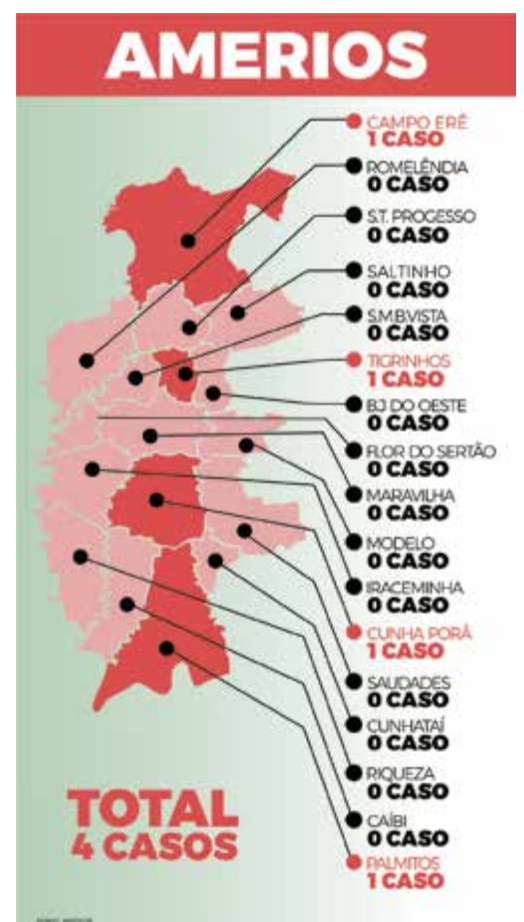 AMERIOS
CAMPO ERÊ
1 CASO
ROMELÊNDIA
0 CASO
S.T. PROGESSO
0 CASO
SALTINHO
0 CASO
S.M.B.VISTA
0 CASO
TIGRINHOS
1 CASO
BJ DO OESTE
0 CASO
FLOR DO SERTÃO
0 CASO
MARAVILHA
0 CASO
MODELO
0 CASO
IRACEMINHA
0 CASO
CUNHA PORÃ
1 CASO
SAUDADES
0 CASO
CUNHATAÍ
0 CASO
RIQUEZA
0 CASO
CAÍBI
0 CASO
PALMITOS
1 CASO
TOTAL
4 CASOS